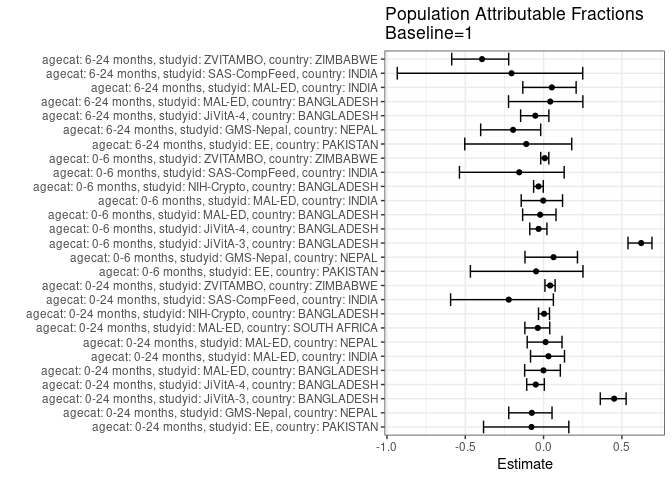 Population Attributable Fractions
Baseline=1
agecat: 6-24 months, studyid: ZVITAMBO, country: ZIMBABWE
agecat: 6-24 months, studyid: SAS-CompFeed, country: INDIA
agecat: 6-24 months, studyid: MAL-ED, country: INDIA
agecat: 6-24 months, studyid: MAL-ED, country: BANGLADESH
agecat: 6-24 months, studyid: JiVitA-4, country: BANGLADESH
agecat: 6-24 months, studyid: GMS-Nepal, country: NEPAL
agecat: 6-24 months, studyid: EE, country: PAKISTAN
agecat: 0-6 months, studyid: ZVITAMBO, country: ZIMBABWE
agecat: 0-6 months, studyid: SAS-CompFeed, country: INDIA
agecat: 0-6 months, studyid: NIH-Crypto, country: BANGLADESH
agecat: 0-6 months, studyid: MAL-ED, country: INDIA
agecat: 0-6 months, studyid: MAL-ED, country: BANGLADESH
agecat: 0-6 months, studyid: JiVitA-4, country: BANGLADESH
agecat: 0-6 months, studyid: JiVitA-3, country: BANGLADESH
agecat: 0-6 months, studyid: GMS-Nepal, country: NEPAL
agecat: 0-6 months, studyid: EE, country: PAKISTAN
agecat: 0-24 months, studyid: ZVITAMBO, country: ZIMBABWE
agecat: 0-24 months, studyid: SAS-CompFeed, country: INDIA
agecat: 0-24 months, studyid: NIH-Crypto, country: BANGLADESH
agecat: 0-24 months, studyid: MAL-ED, country: SOUTH AFRICA
agecat: 0-24 months, studyid: MAL-ED, country: NEPAL
agecat: 0-24 months, studyid: MAL-ED, country: INDIA
agecat: 0-24 months, studyid: MAL-ED, country: BANGLADESH
agecat: 0-24 months, studyid: JiVitA-4, country: BANGLADESH
agecat: 0-24 months, studyid: JiVitA-3, country: BANGLADESH
agecat: 0-24 months, studyid: GMS-Nepal, country: NEPAL
agecat: 0-24 months, studyid: EE, country: PAKISTAN
-1.0 -0.5 0.0 0.5
Estimate